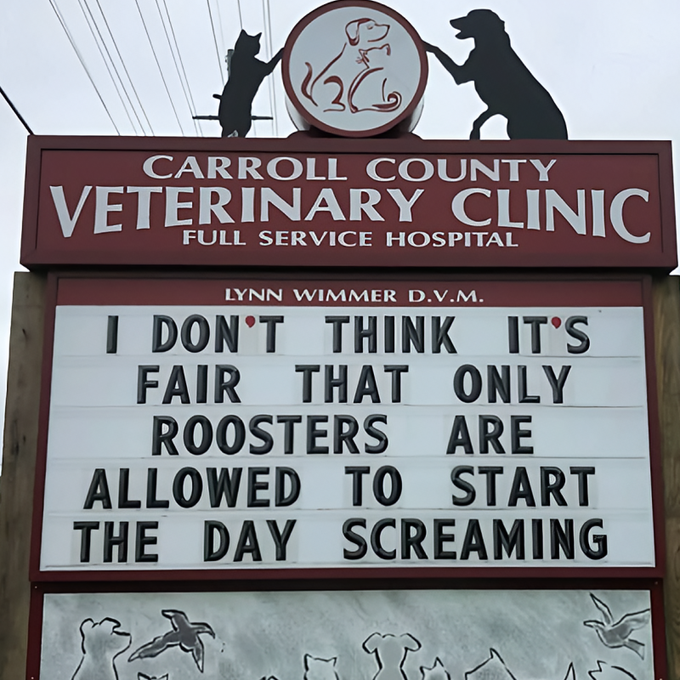 CARROLL COUNTY
VETERINARY CLINIC
FULL SERVICE HOSPITAL
LYNN WIMMER D.V.M.
I DON'T THINK IT'S
FAIR THAT ONLY
ROOSTERS ARE
ALLOWED TO START
THE DAY SCREAMING